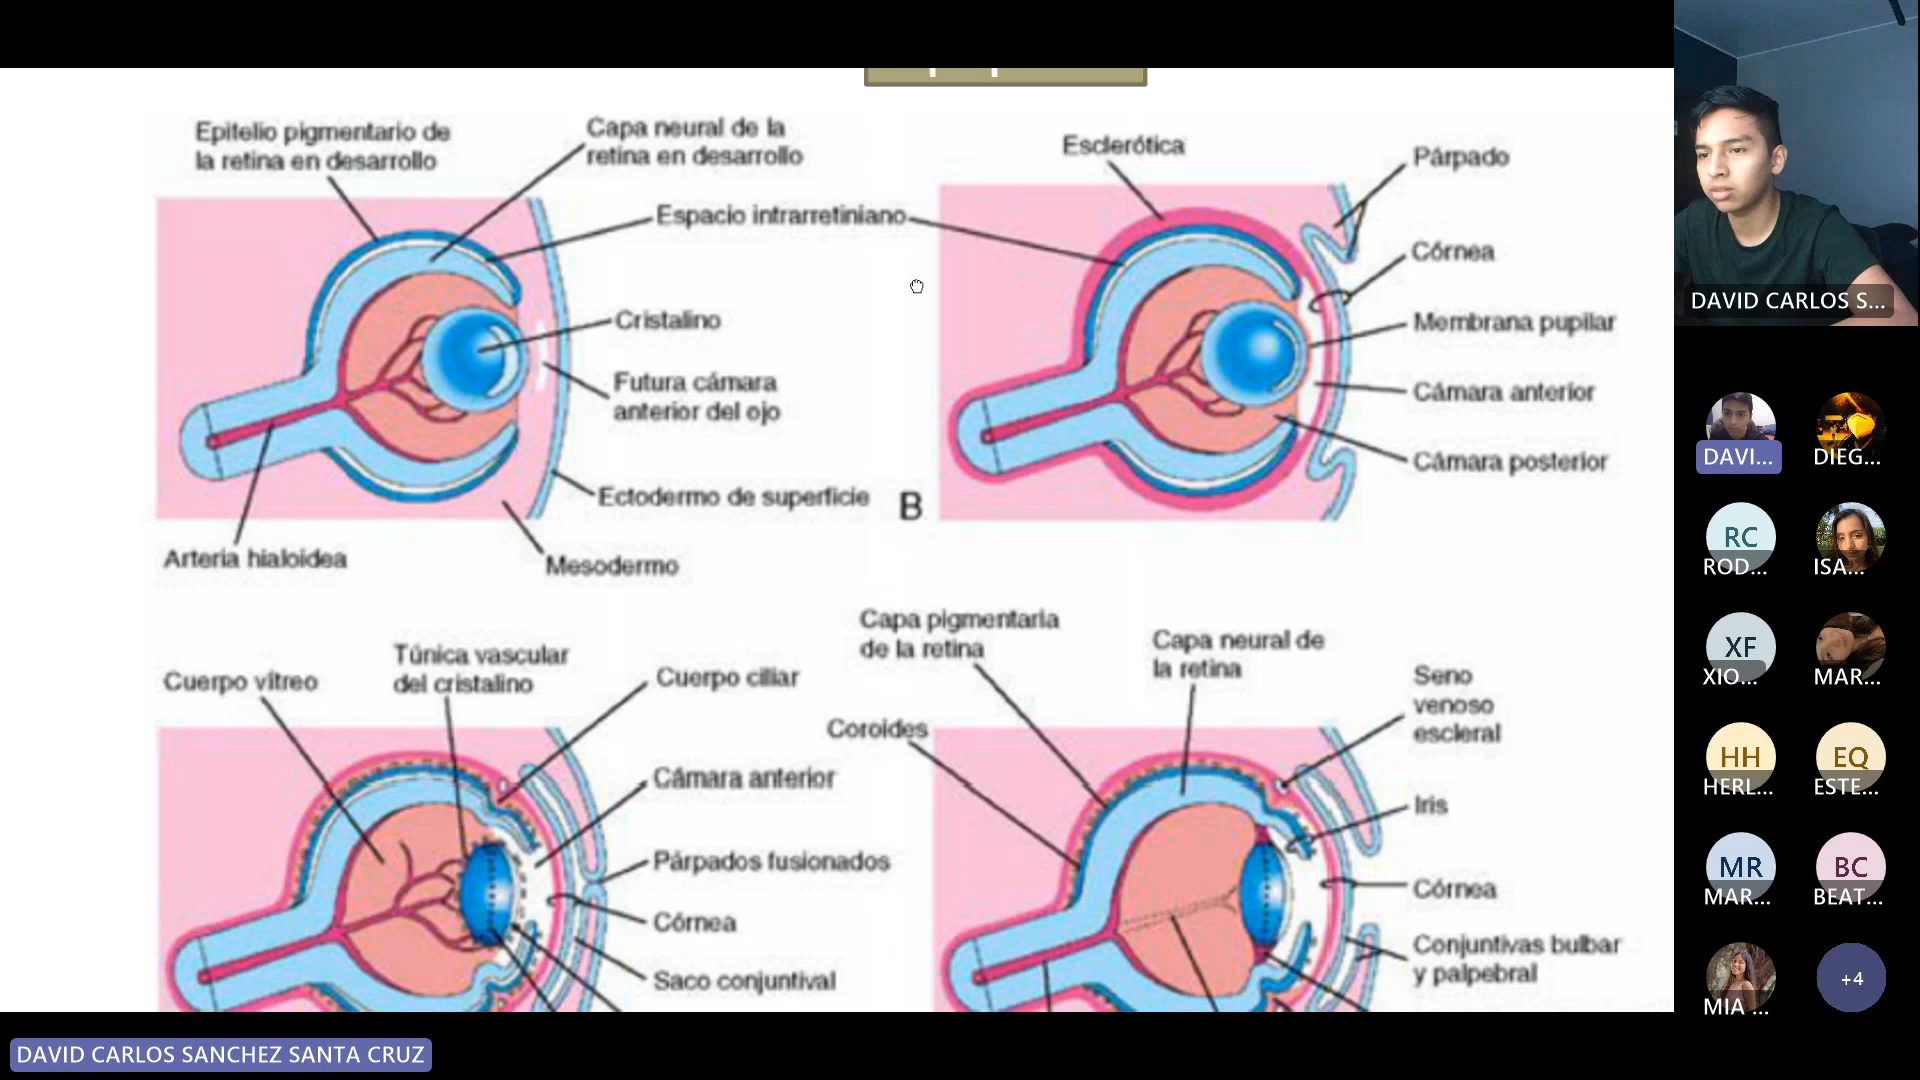 Epitelio pigmentario de
la retina en desarrollo
Capa neural de la
retina en desarrollo
Espacio intrarretiniano
Cristalino
Futura cámara
anterior del ojo
Ectodermo de superficie
Arteria hialoidea
Mesodermo
B
Esclerótica
Párpado
Córnea
Membrana pupilar
Cámara anterior
Cámara posterior
Cuerpo vítreo
Túnica vascular
del cristalino
Cuerpo ciliar
Cámara anterior
Párpados fusionados
Córnea
Saco conjuntival
Capa pigmentaria
de la retina
Capa neural de
la retina
Coroides
Seno
venoso
escleral
Iris
Córnea
Conjuntivas bulbar
y palpebral
DAVID CARLOS S...
DAVI...
DIEG...
RC
ROD...
ISA...
XF
XIO...
MAR...
HH
HERL...
EQ
ESTE...
MR
MAR...
BC
BEAT...
MIA ...
+4
DAVID CARLOS SANCHEZ SANTA CRUZ